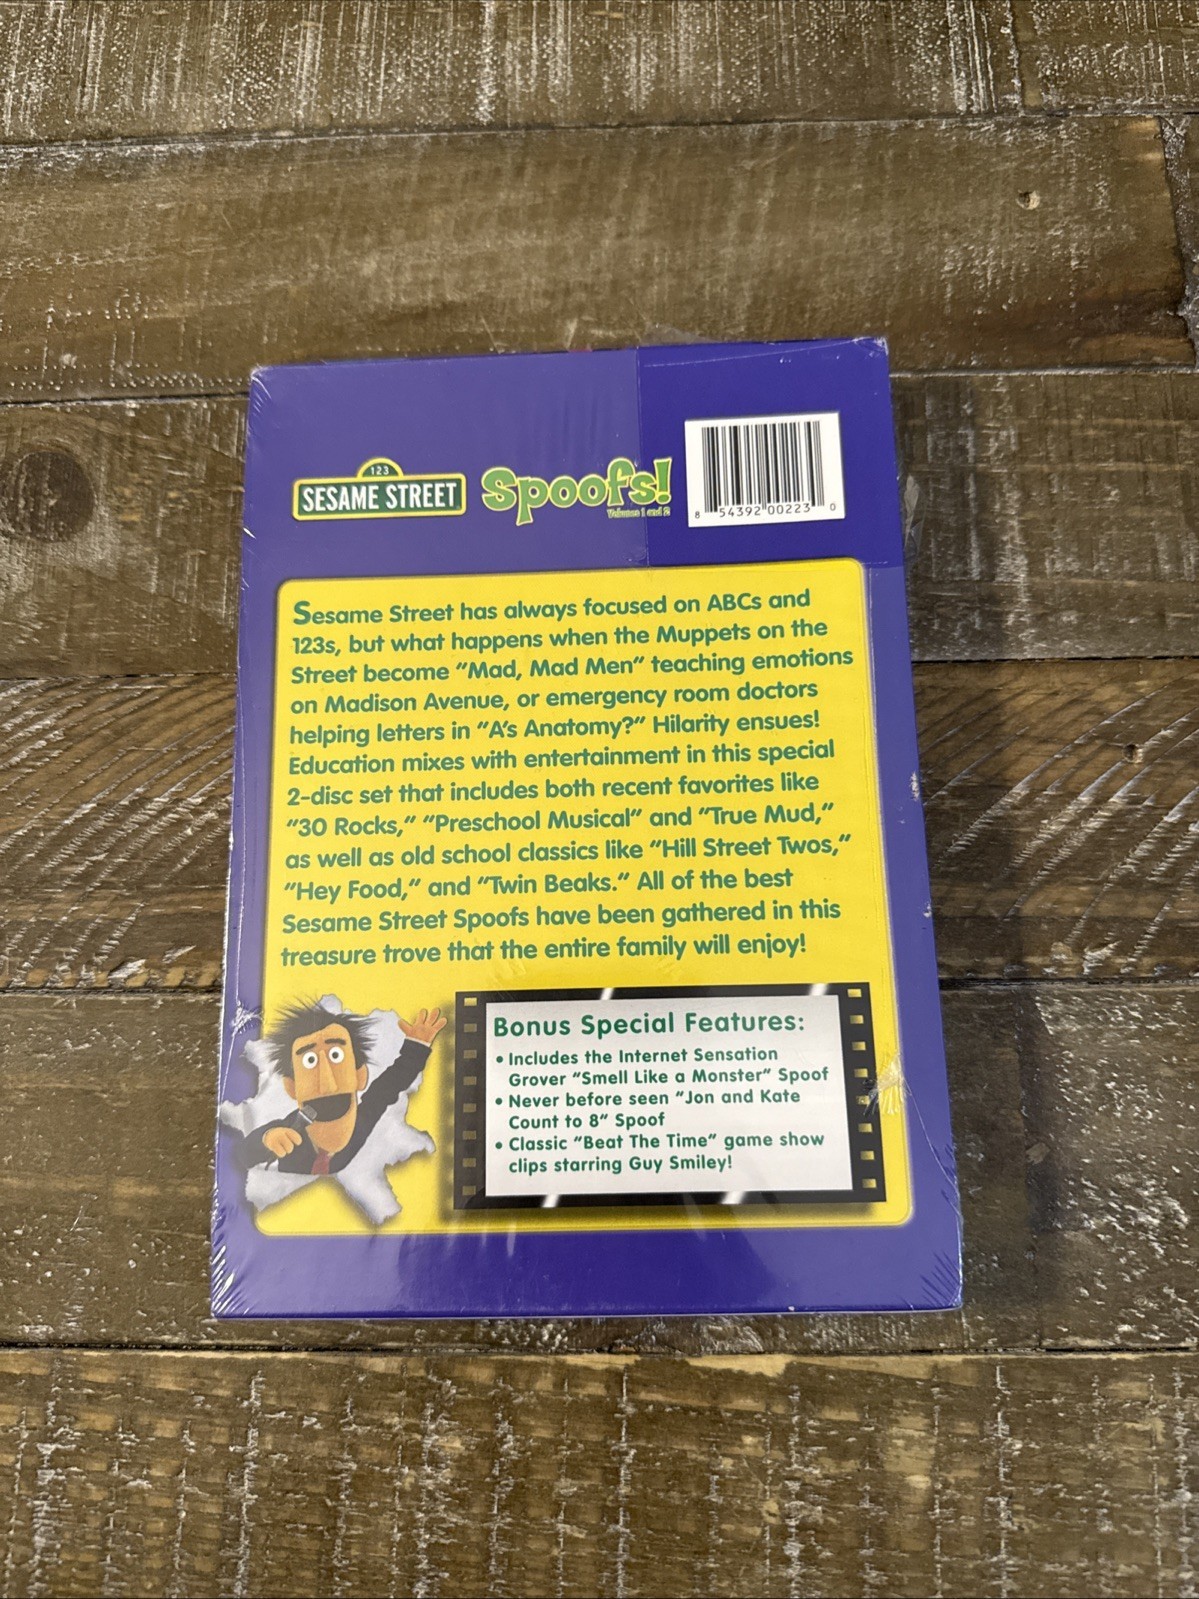 123
SESAME STREET
Spoofs!
Volumes 1 and 2
8 54392 00223 0
Sesame Street has always focused on ABCs and
123s, but what happens when the Muppets on the
Street become "Mad, Mad Men" teaching emotions
on Madison Avenue, or emergency room doctors
helping letters in "A's Anatomy?" Hilarity ensues!
Education mixes with entertainment in this special
2-disc set that includes both recent favorites like
"30 Rocks," "Preschool Musical" and "True Mud,"
as well as old school classics like "Hill Street Twos,"
"Hey Food," and "Twin Beaks." All of the best
Sesame Street Spoofs have been gathered in this
treasure trove that the entire family will enjoy!
Bonus Special Features:
• Includes the Internet Sensation
Grover "Smell Like a Monster" Spoof
• Never before seen "Jon and Kate
Count to 8" Spoof
• Classic "Beat The Time" game show
clips starring Guy Smiley!